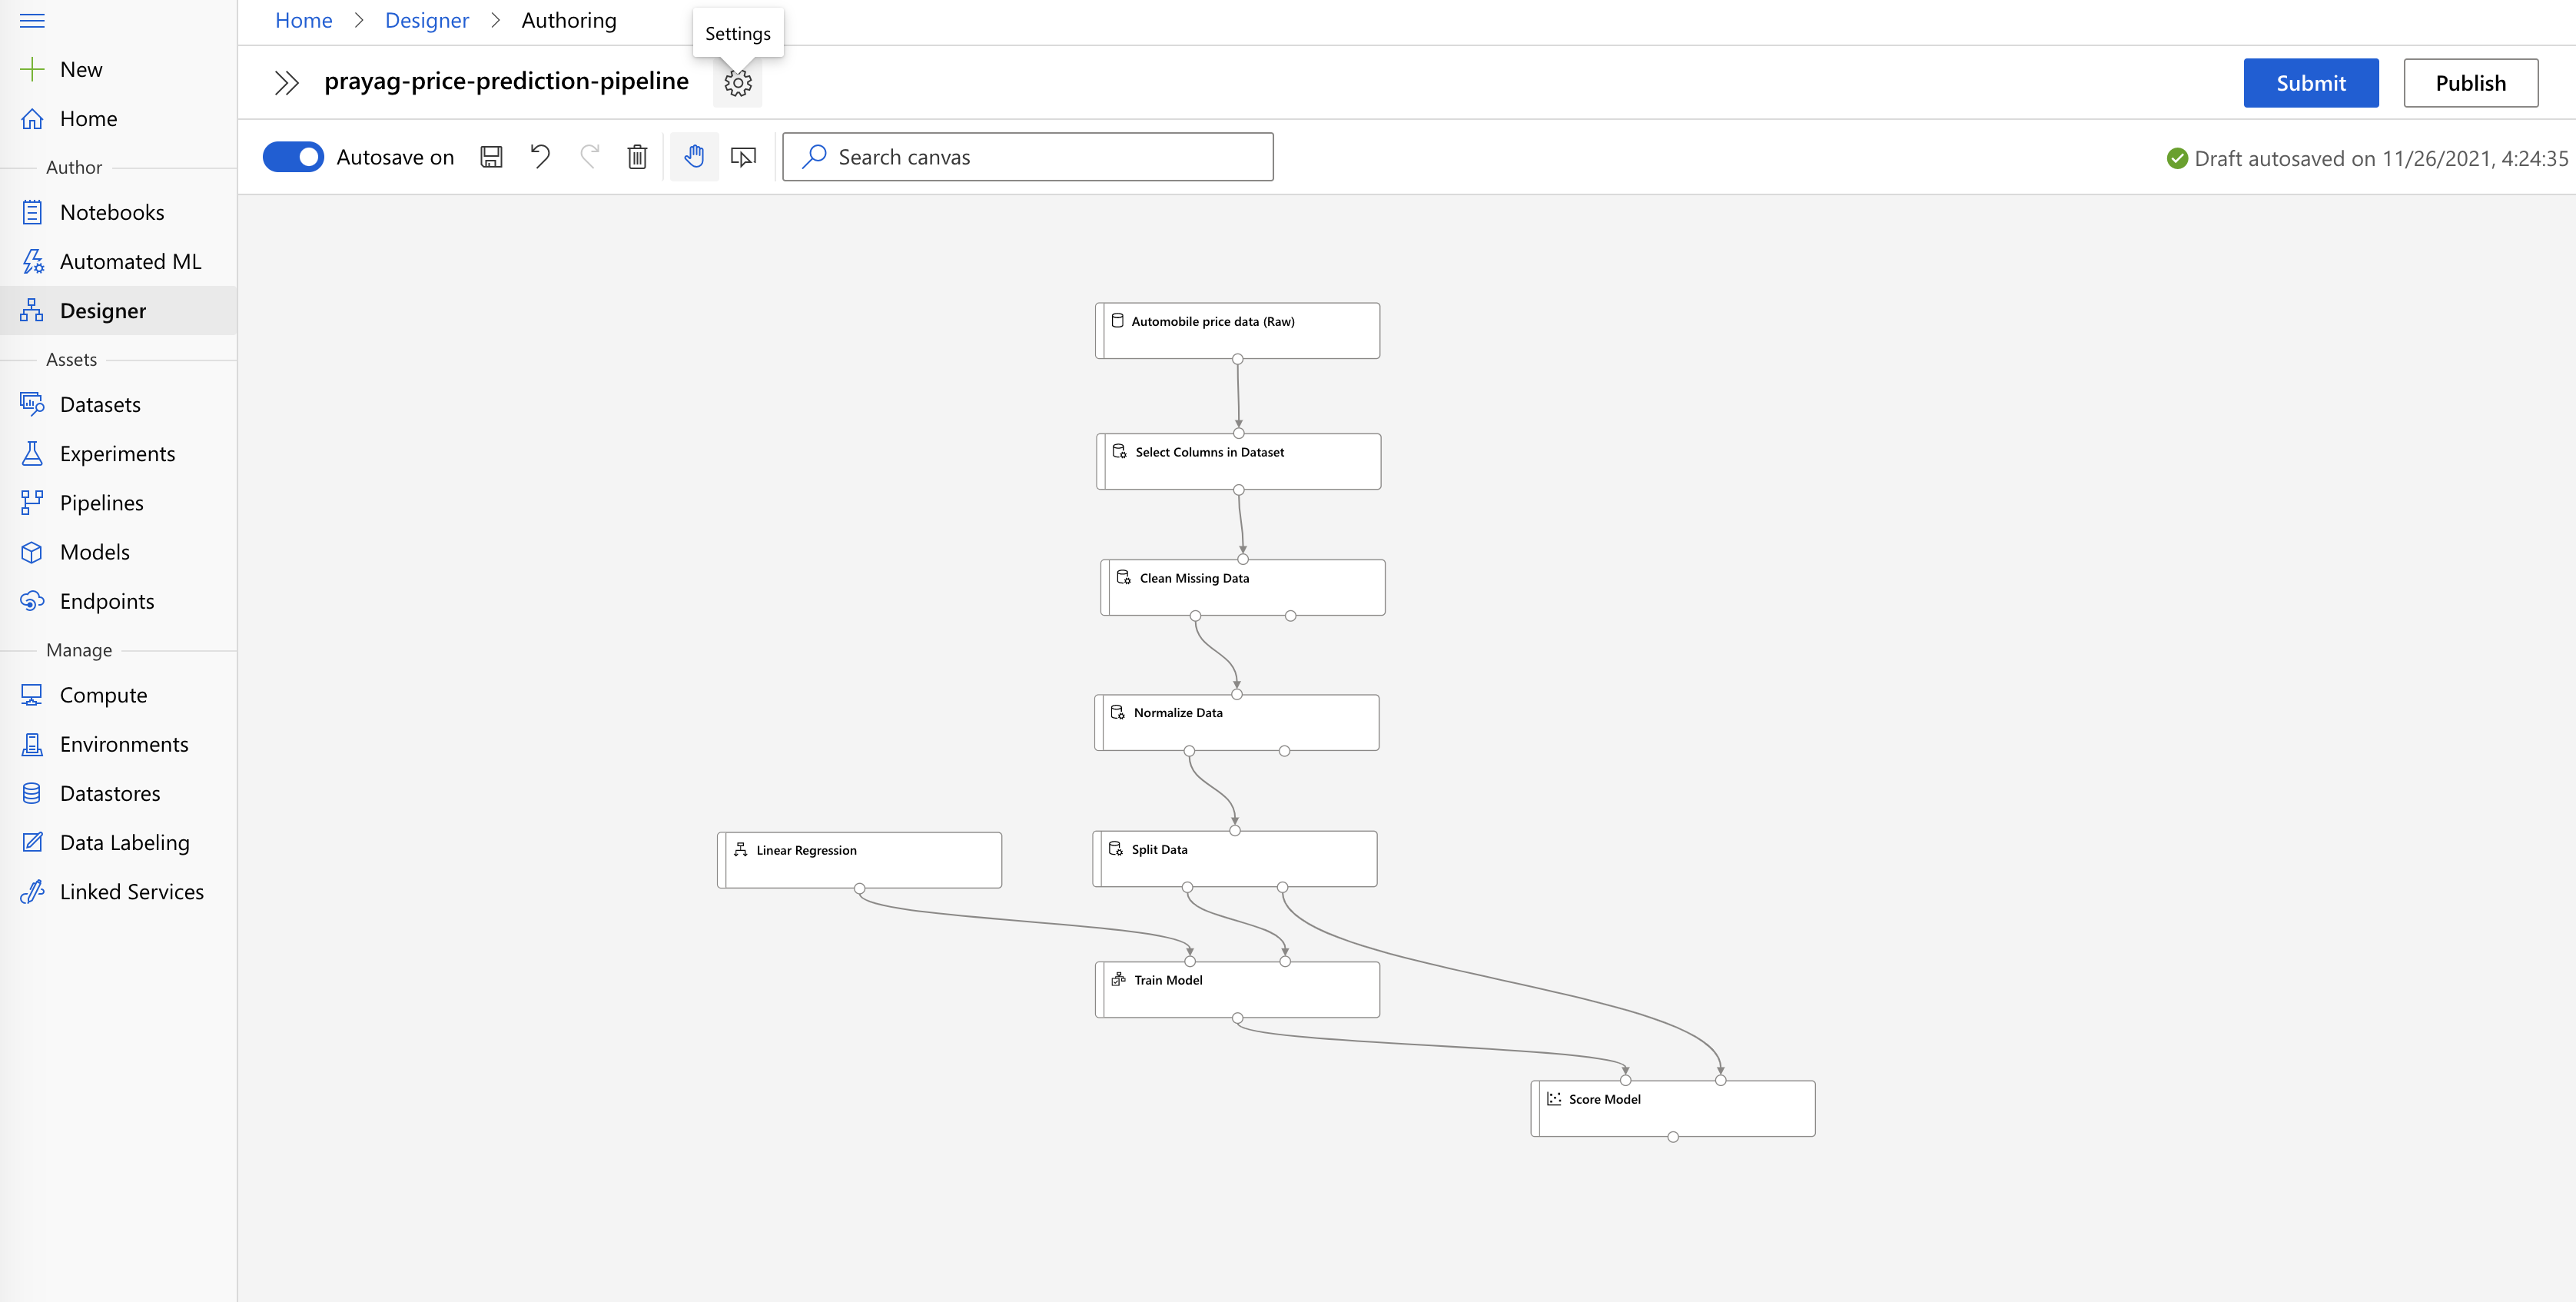 Home > Designer > Authoring
Settings
prayag-price-prediction-pipeline
Submit
Publish
Autosave on
Search canvas
Draft autosaved on 11/26/2021, 4:24:35
New
Home
Author
Notebooks
Automated ML
Designer
Assets
Datasets
Experiments
Pipelines
Models
Endpoints
Manage
Compute
Environments
Datastores
Data Labeling
Linked Services
Automobile price data (Raw)
Select Columns in Dataset
Clean Missing Data
Normalize Data
Linear Regression
Split Data
Train Model
Score Model